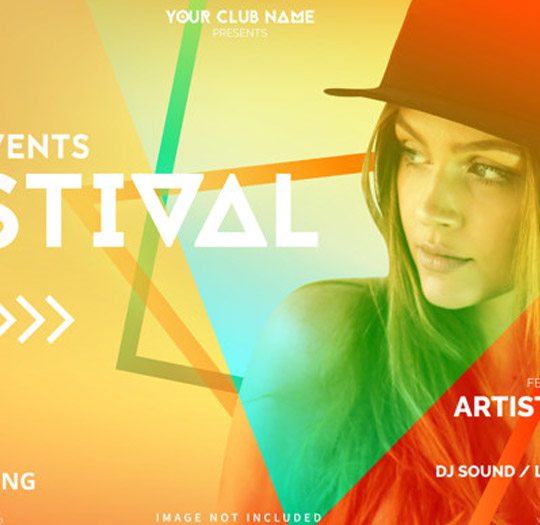 YOUR CLUB NAME
PRESENTS
VENTS
STIVAL
>>>
FE
ARTIST
NG
DJ SOUND / L
IMAGE NOT INCLUDED